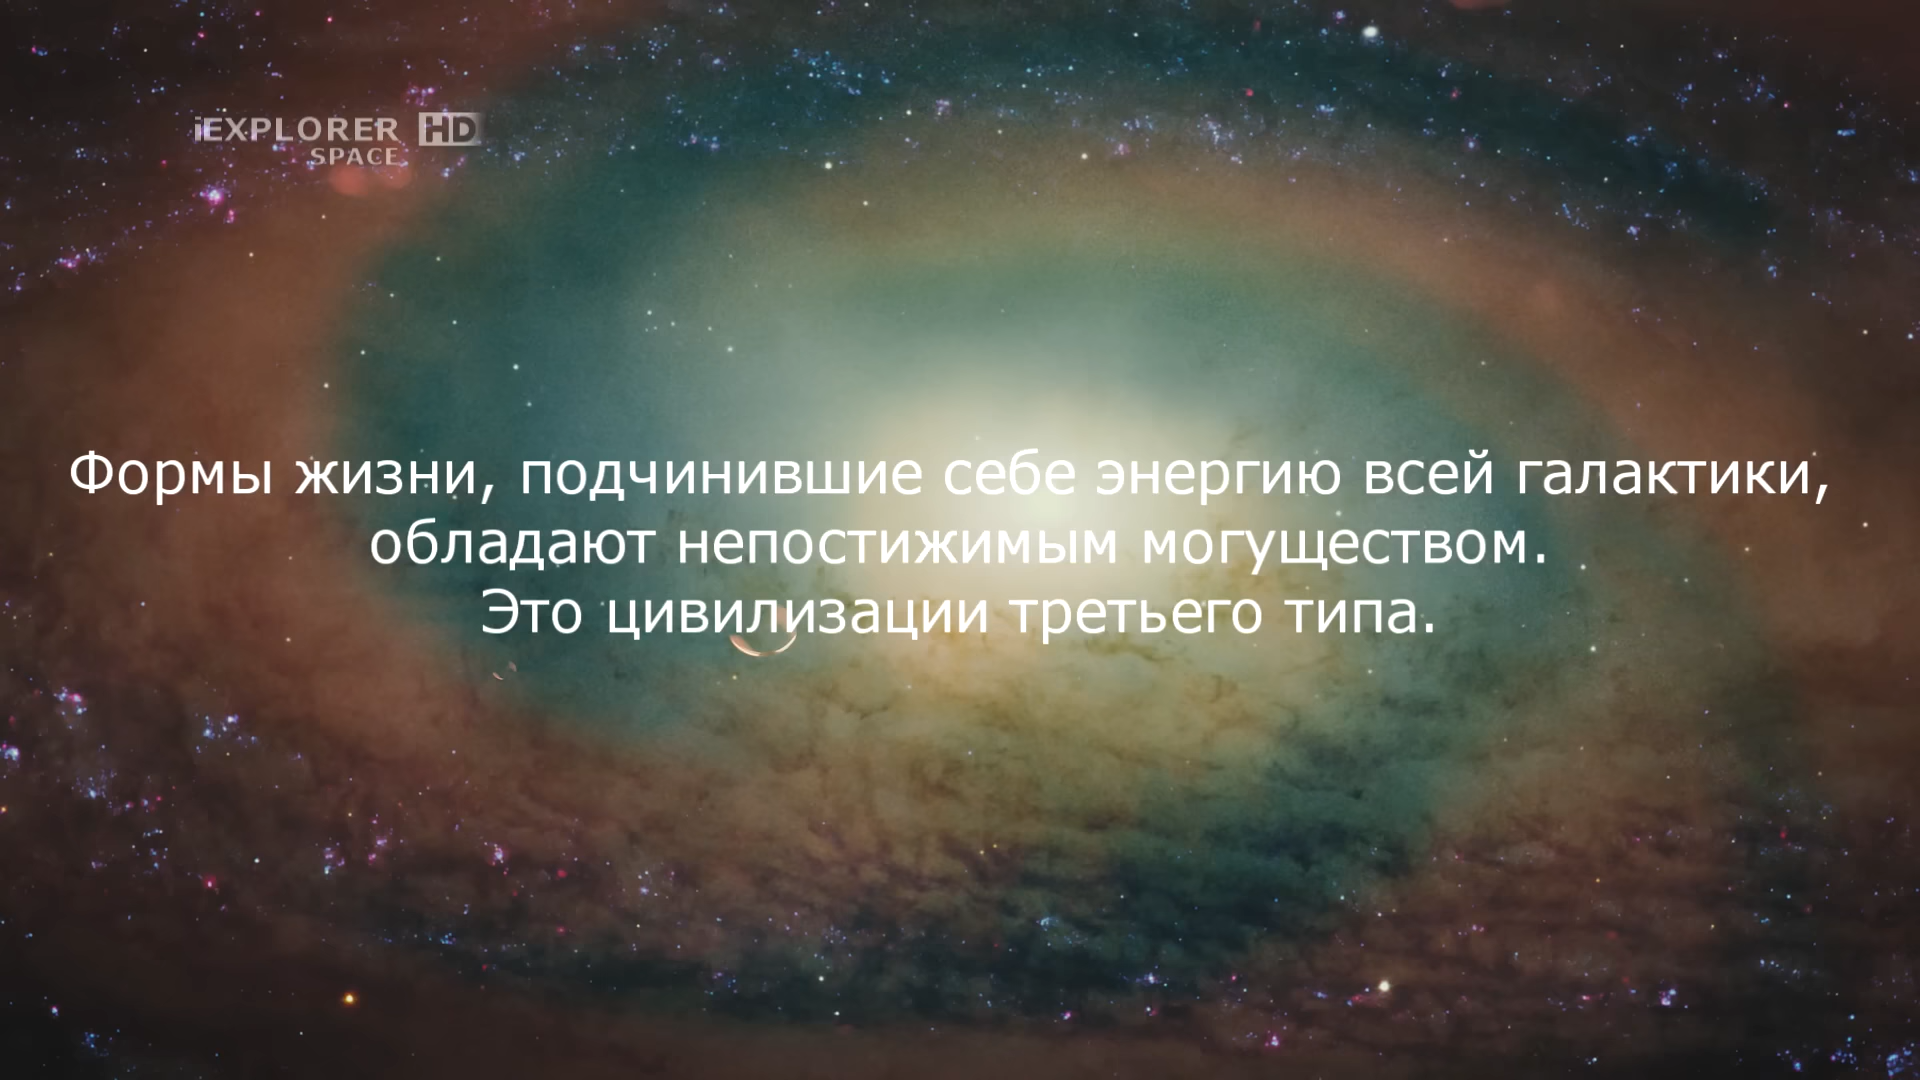 iEXPLORER HD
SPACE
Формы жизни, подчинившие себе энергию всей галактики,
обладают непостижимым могуществом.
Это цивилизации третьего типа.